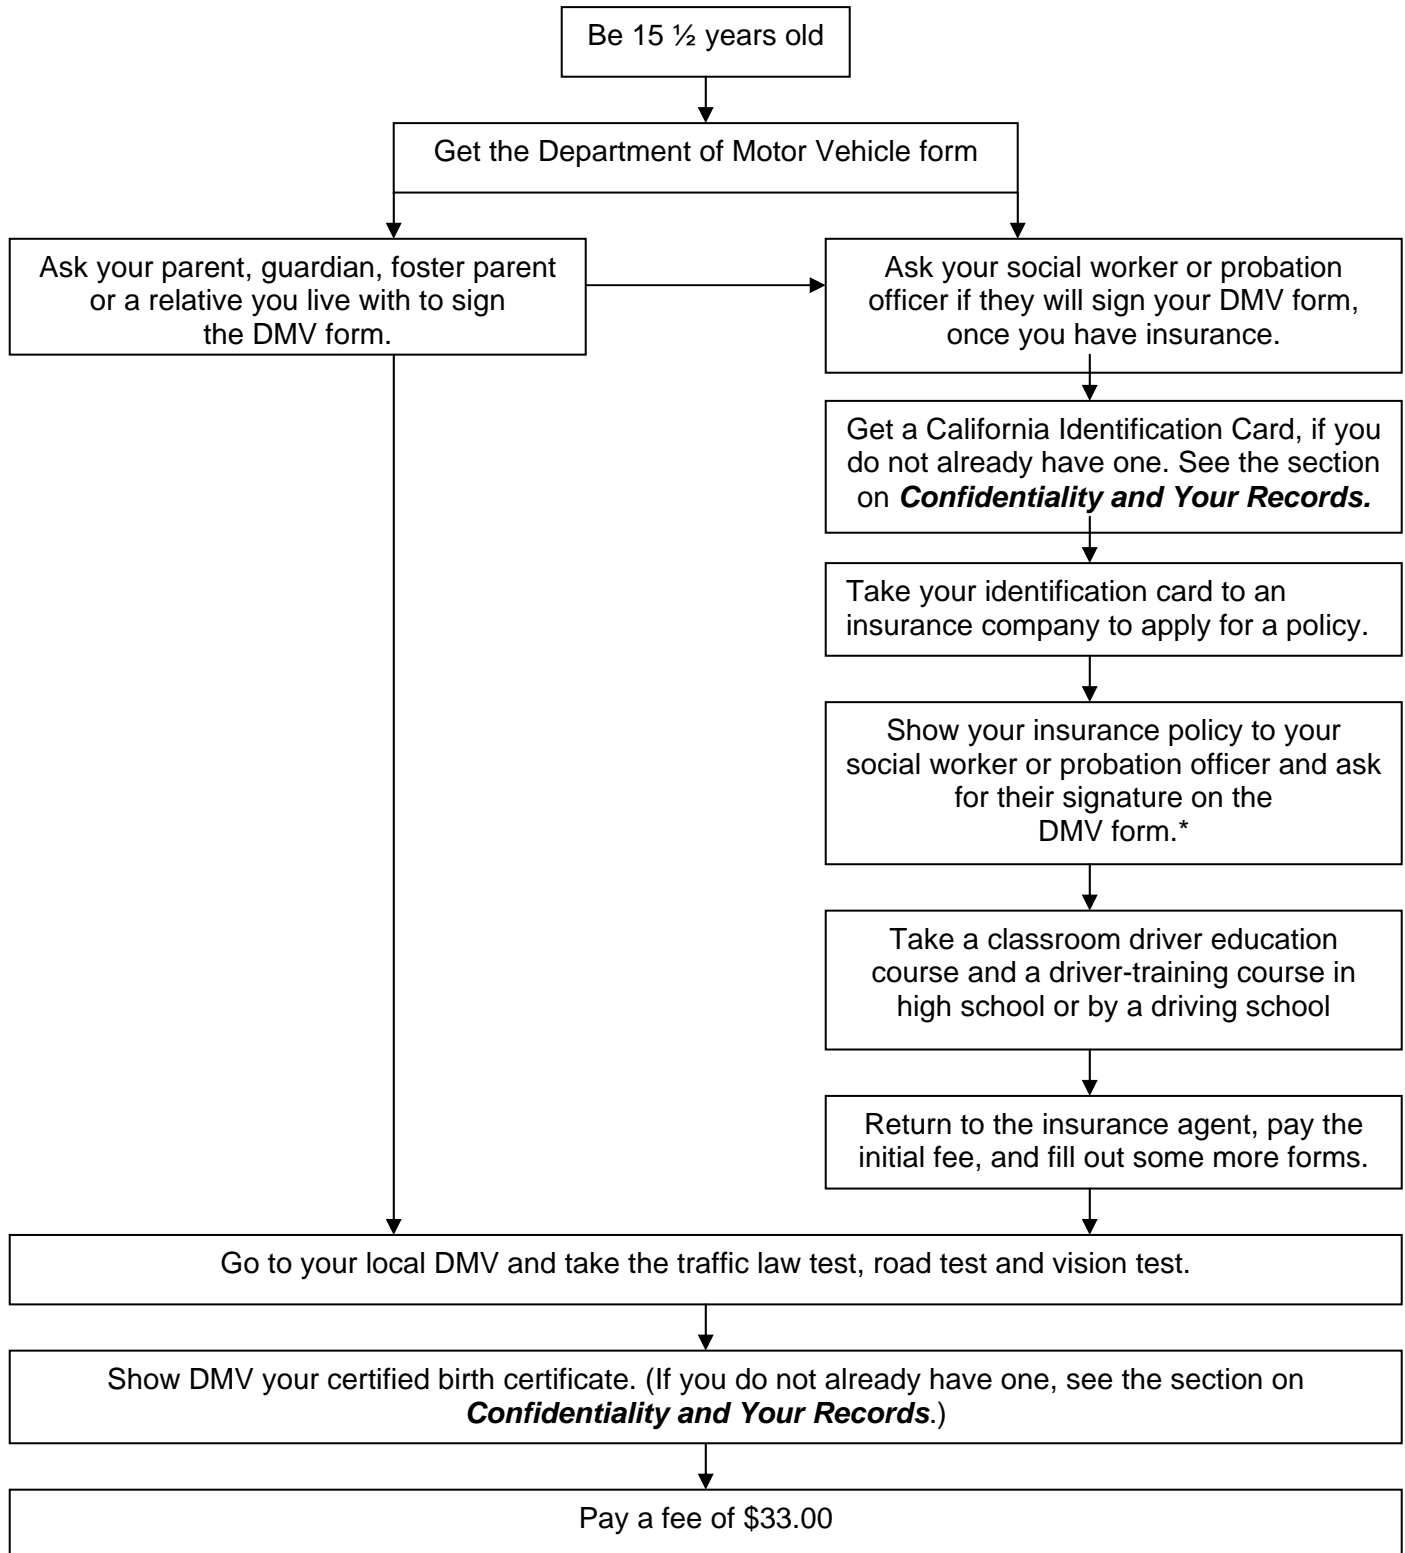 Be 15 ½ years old
Get the Department of Motor Vehicle form
Ask your parent, guardian, foster parent
or a relative you live with to sign
the DMV form.
Ask your social worker or probation
officer if they will sign your DMV form,
once you have insurance.
Get a California Identification Card, if you
do not already have one. See the section
on Confidentiality and Your Records.
Take your identification card to an
insurance company to apply for a policy.
Show your insurance policy to your
social worker or probation officer and ask
for their signature on the
DMV form.*
Take a classroom driver education
course and a driver-training course in
high school or by a driving school
Return to the insurance agent, pay the
initial fee, and fill out some more forms.
Go to your local DMV and take the traffic law test, road test and vision test.
Show DMV your certified birth certificate. (If you do not already have one, see the section on
Confidentiality and Your Records.)
Pay a fee of $33.00